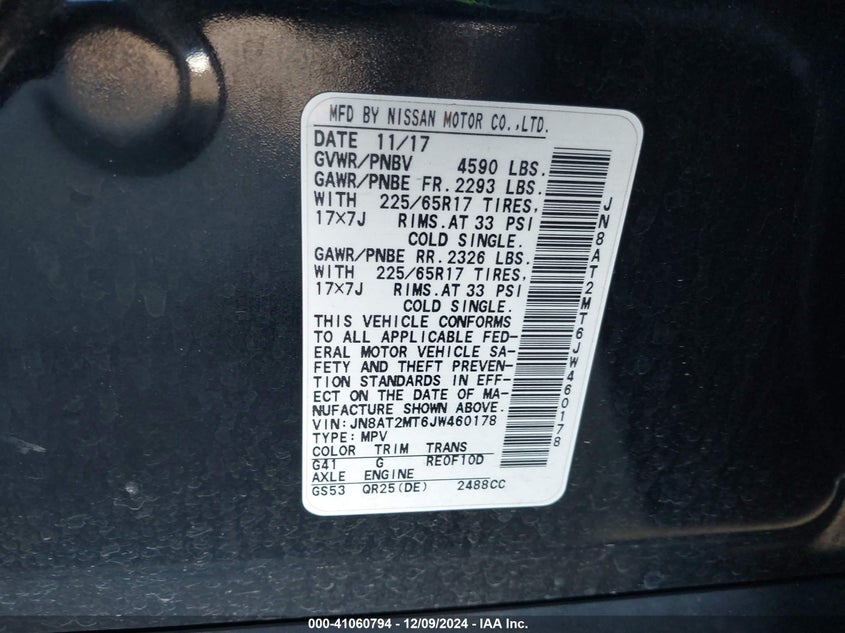 MFD BY NISSAN MOTOR CO.,LTD.
DATE 11/17
GVWR/PNBV 4590 LBS.
GAWR/PNBE FR. 2293 LBS.
WITH 225/65R17 TIRES,
17×7J RIMS. AT 33 PSI
COLD SINGLE.
GAWR/PNBE RR. 2326 LBS.
WITH 225/65R17 TIRES,
17×7J RIMS. AT 33 PSI
COLD SINGLE.
THIS VEHICLE CONFORMS
TO ALL APPLICABLE FED-
ERAL MOTOR VEHICLE SA-
FETY AND THEFT PREVEN-
TION STANDARDS IN EFF-
ECT ON THE DATE OF MA-
NUFACTURE SHOWN ABOVE.
VIN:JN8AT2MT6JW460178
TYPE: MPV
COLOR TRIM TRANS
G41 G RE0F10D
AXLE ENGINE
GS53 QR25(DE) 2488CC
JN8AT2MT6JW460178
000-41060794 - 12/09/2024 - IAA Inc.